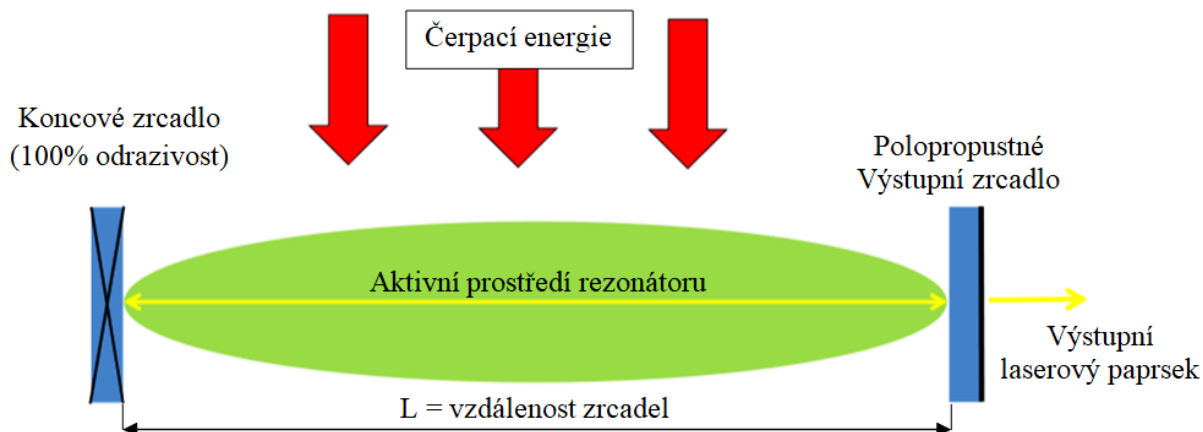 Čerpací energie
Koncové zrcadlo
(100% odrazivost)
Polopropustné
Výstupní zrcadlo
Aktivní prostředí rezonátoru
Výstupní
laserový paprsek
L = vzdálenost zrcadel